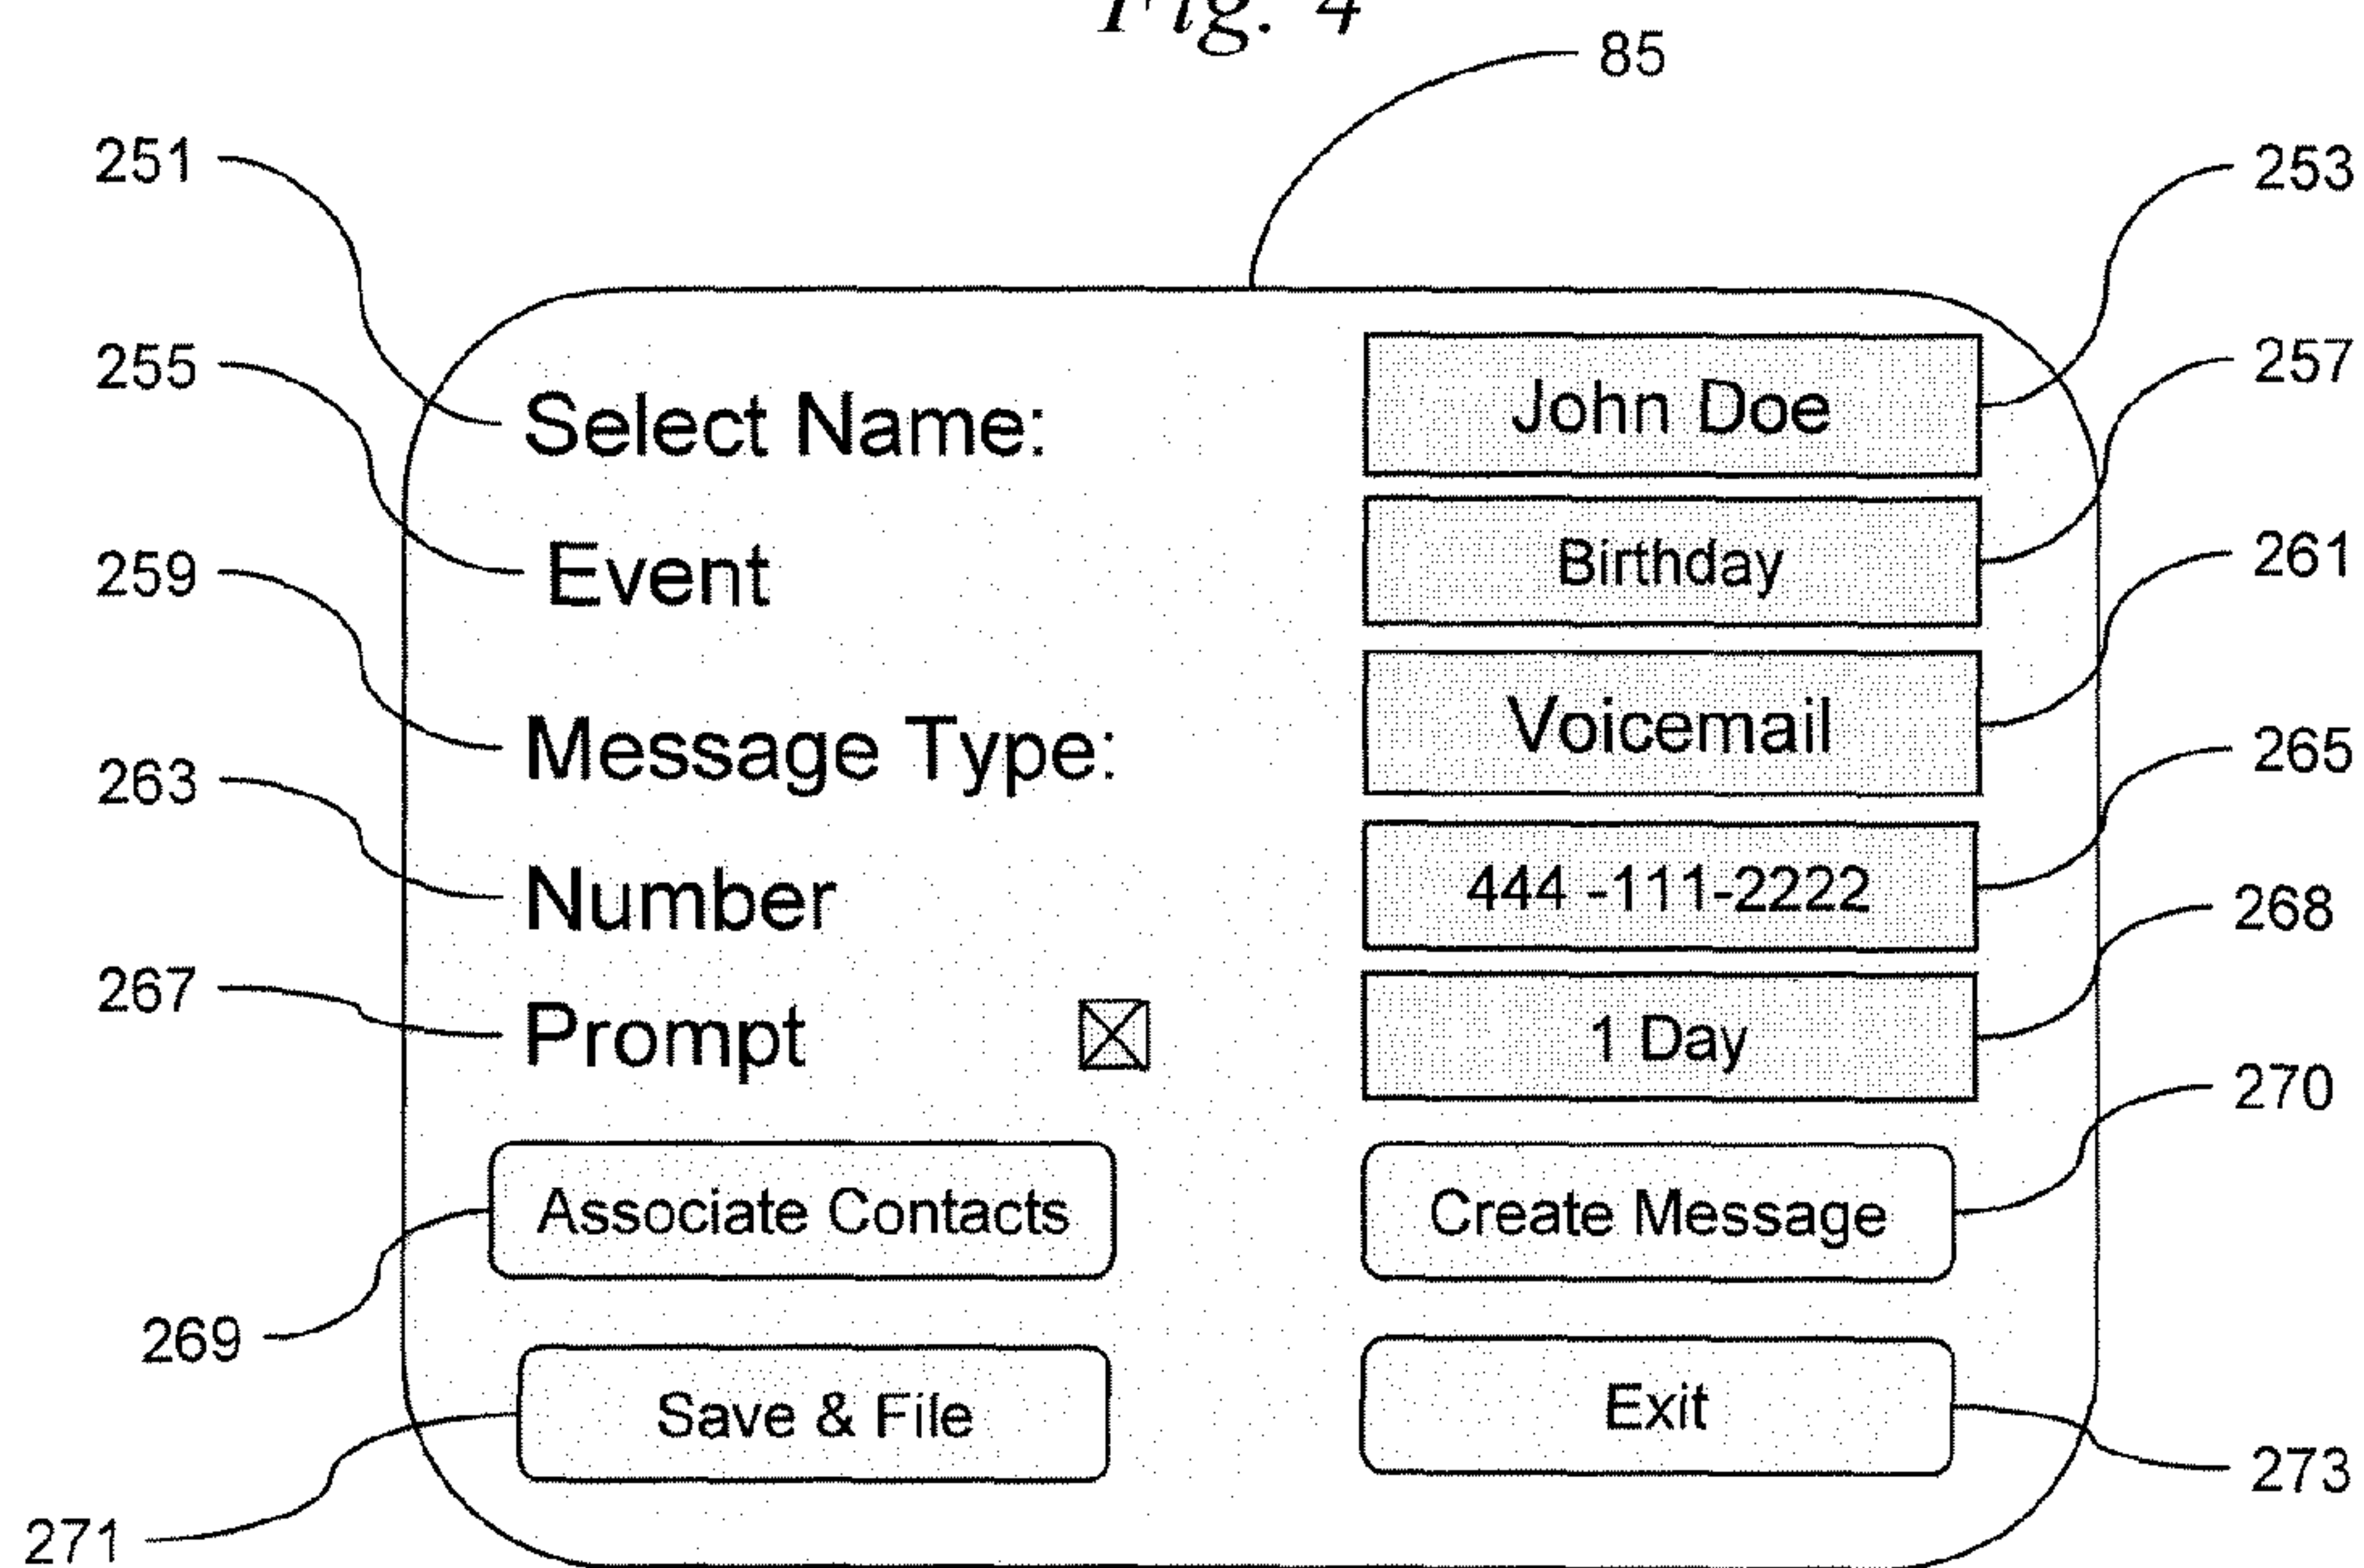 Fig. 4
85
251
253
255
Select Name:
John Doe
257
Event
Birthday
259
261
Message Type:
Voicemail
263
265
Number
444 -111-2222
268
267
Prompt
1 Day
270
Associate Contacts
Create Message
269
Save & File
Exit
273
271